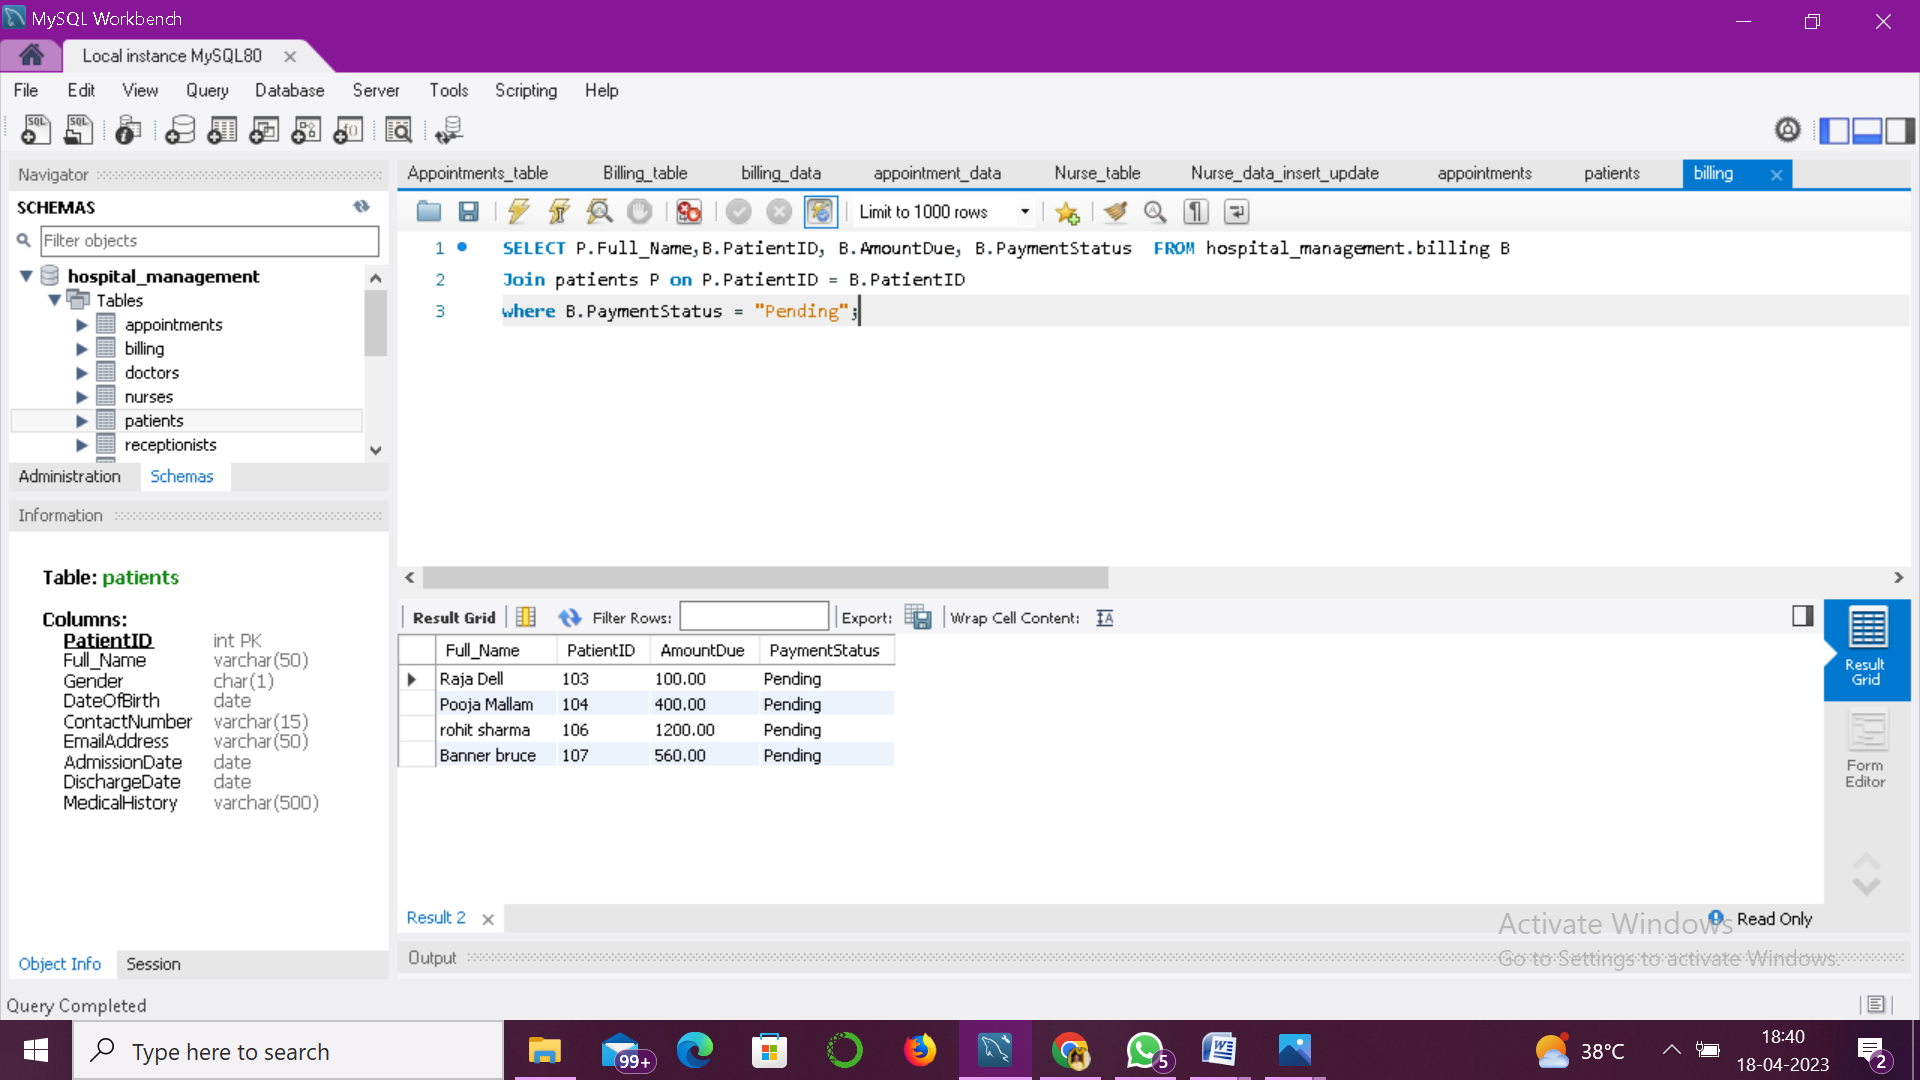 MySQL Workbench
Local instance MySQL80
File Edit View Query Database Server Tools Scripting Help
Navigator
SCHEMAS
Filter objects
hospital_management
Tables
appointments
billing
doctors
nurses
patients
receptionists
Administration Schemas
Information
Table: patients
Columns:
PatientID int PK
Full_Name varchar(50)
Gender char(1)
DateOfBirth date
ContactNumber varchar(15)
EmailAddress varchar(50)
AdmissionDate date
DischargeDate date
MedicalHistory varchar(500)
Object Info Session
Appointments_table Billing_table billing_data appointment_data Nurse_table Nurse_data_insert_update appointments patients billing
Limit to 1000 rows
1 SELECT P.Full_Name,B.PatientID, B.AmountDue, B.PaymentStatus FROM hospital_management.billing B
2 Join patients P on P.PatientID = B.PatientID
3 where B.PaymentStatus = "Pending";
Result Grid Filter Rows: Export: Wrap Cell Content:
Full_Name PatientID AmountDue PaymentStatus
Raja Dell 103 100.00 Pending
Pooja Mallam 104 400.00 Pending
rohit sharma 106 1200.00 Pending
Banner bruce 107 560.00 Pending
Result
Grid
Form
Editor
Result 2
Read Only
Activate Windows
Go to Settings to activate Windows.
Output
Query Completed
Type here to search
99+
5
38°C
18:40
18-04-2023
2